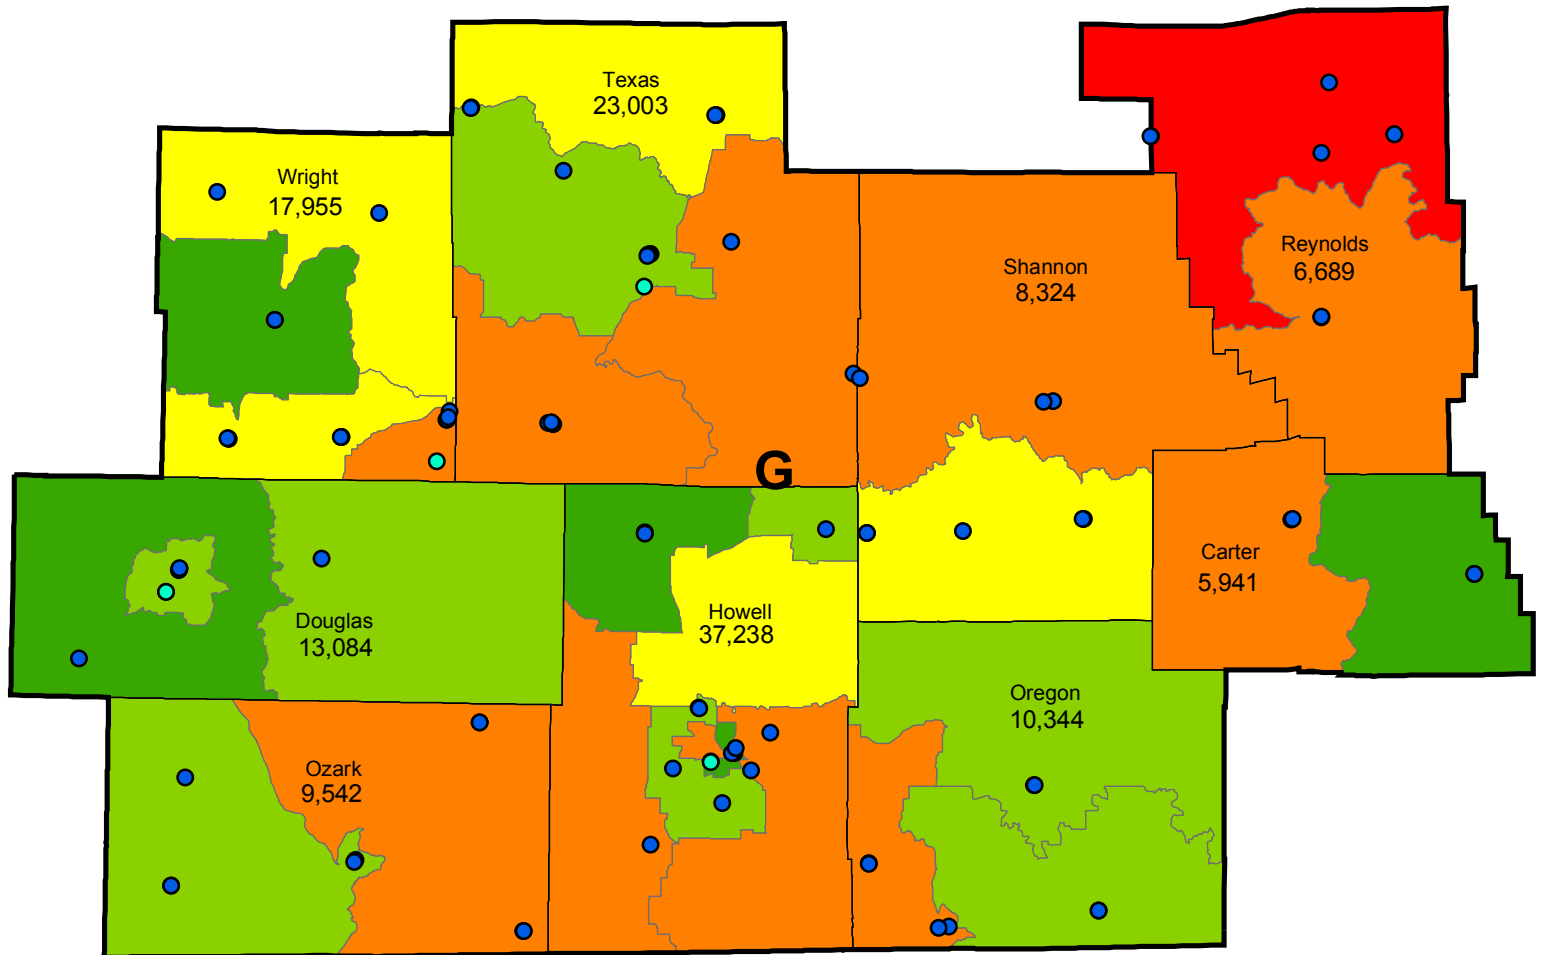 Texas
23,003
Wright
17,955
Reynolds
6,689
Shannon
8,324
G
Carter
5,941
Howell
37,238
Douglas
13,084
Oregon
10,344
Ozark
9,542